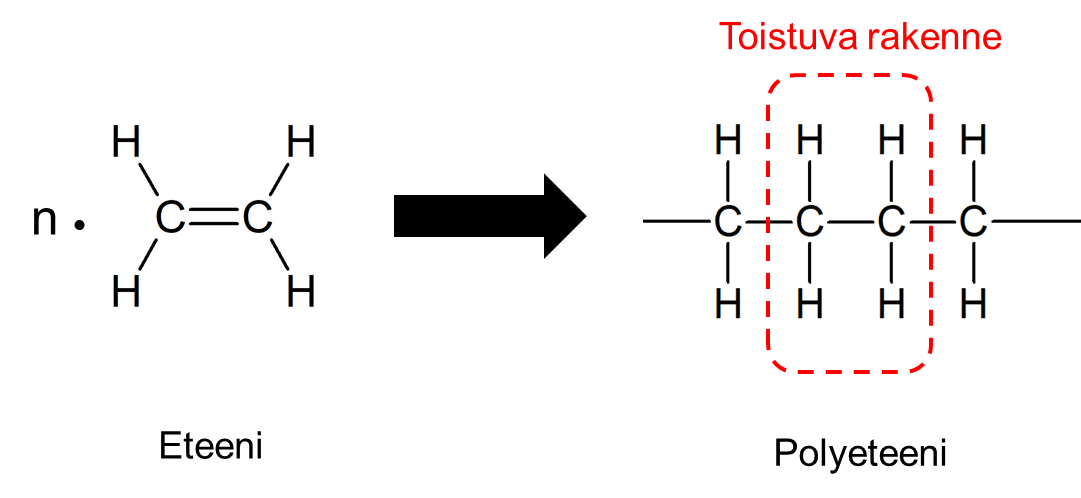 Toistuva rakenne
H H H H H H
n · C C C C C C
H H H H H H
Eteeni
Polyeteeni